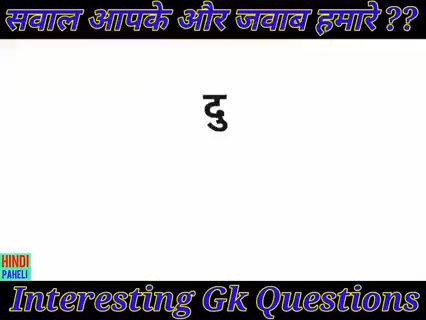 सवाल आपके और जवाब हमारे ??
दु
HINDI
PAHELI
Interesting Gk Questions